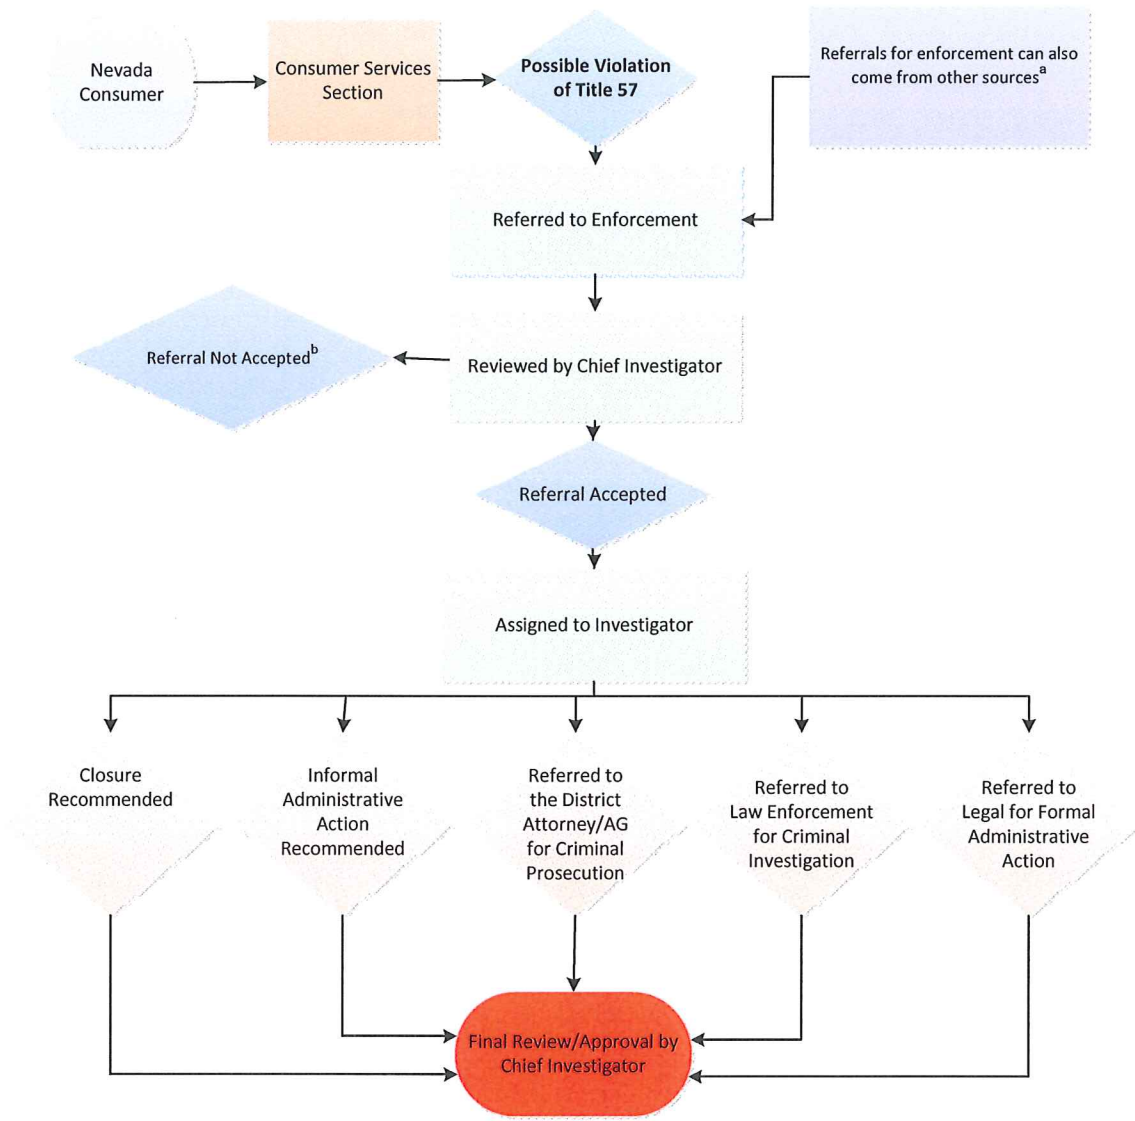 Nevada
Consumer
Consumer Services
Section
Possible Violation
of Title 57
Referrals for enforcement can also
come from other sourcesᵃ
Referred to Enforcement
Referral Not Acceptedᵇ
Reviewed by Chief Investigator
Referral Accepted
Assigned to Investigator
Closure
Recommended
Informal
Administrative
Action
Recommended
Referred to
the District
Attorney/AG
for Criminal
Prosecution
Referred to
Law Enforcement
for Criminal
Investigation
Referred to
Legal for Formal
Administrative
Action
Final Review/Approval by
Chief Investigator